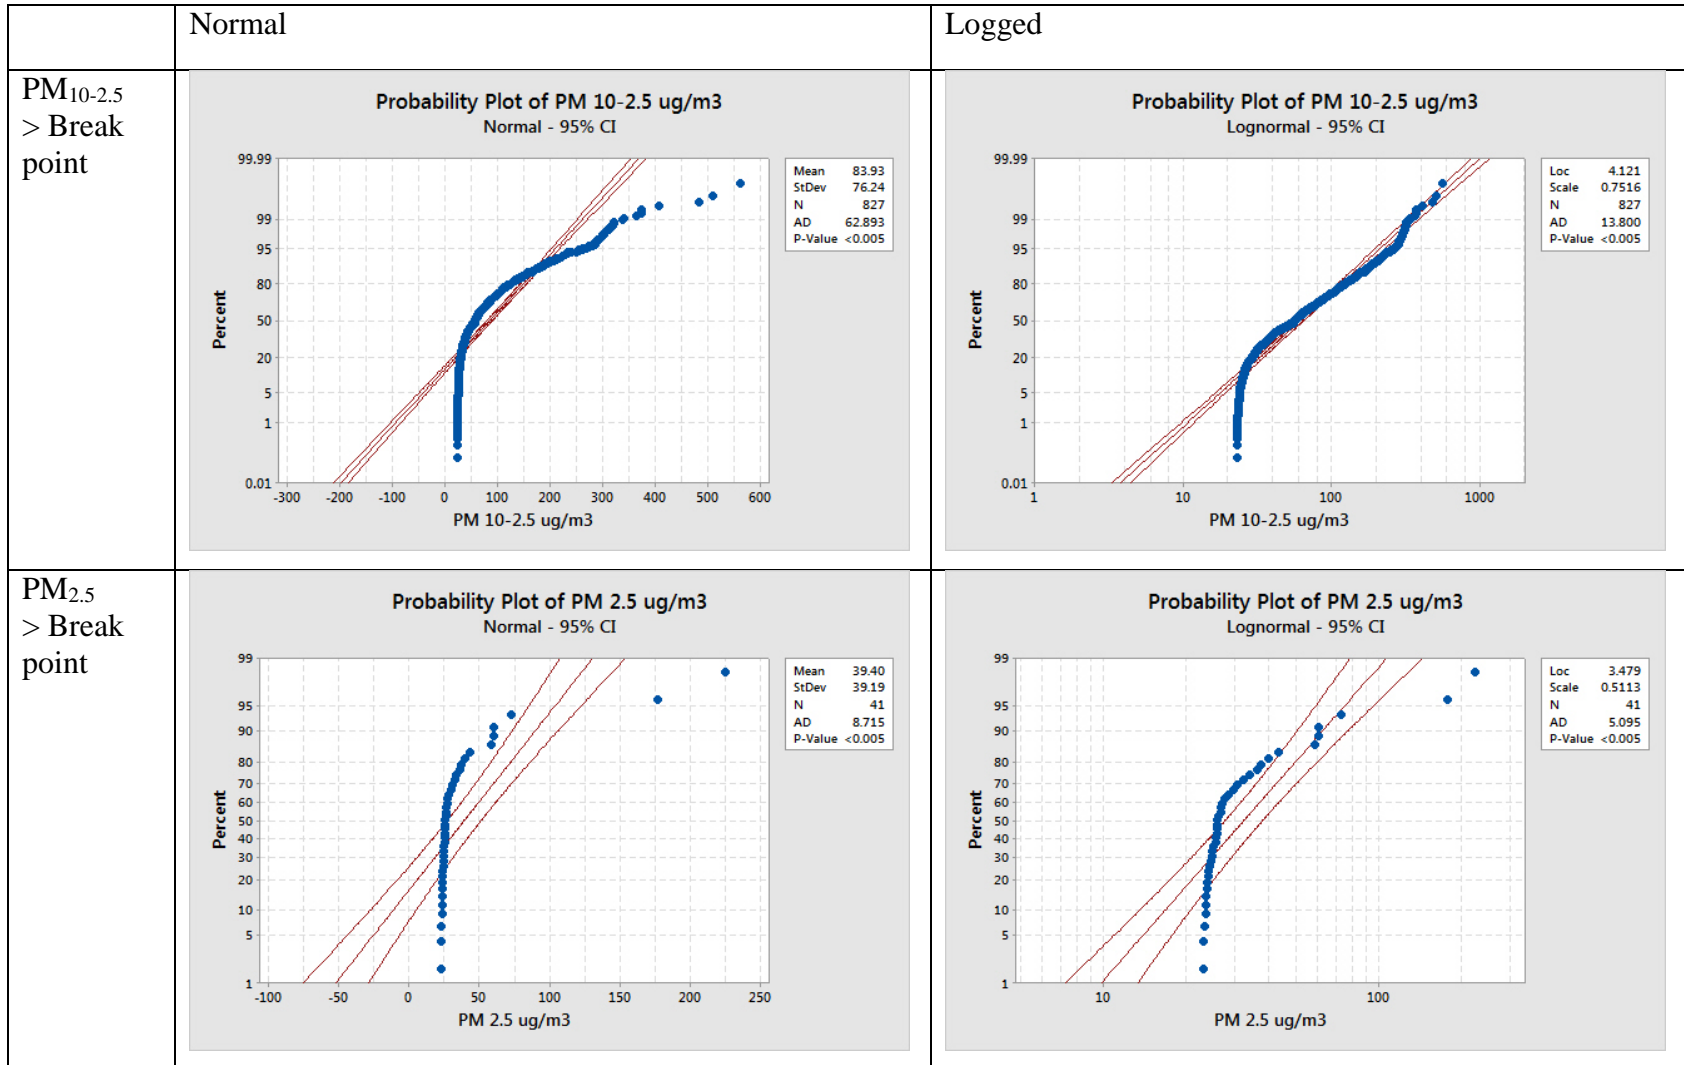 Normal
Logged
PM10-2.5
> Break
point
Probability Plot of PM 10-2.5 ug/m3
Normal - 95% CI
99.99
99
95
80
50
20
5
1
0.01
Percent
-300 -200 -100 0 100 200 300 400 500 600
PM 10-2.5 ug/m3
Mean 83.93
StDev 76.24
N 827
AD 62.893
P-Value <0.005
Probability Plot of PM 10-2.5 ug/m3
Lognormal - 95% CI
99.99
99
95
80
50
20
5
1
0.01
Percent
1 10 100 1000
PM 10-2.5 ug/m3
Loc 4.121
Scale 0.7516
N 827
AD 13.800
P-Value <0.005
PM2.5
> Break
point
Probability Plot of PM 2.5 ug/m3
Normal - 95% CI
99
95
90
80
70
60
50
40
30
20
10
5
1
Percent
-100 -50 0 50 100 150 200 250
PM 2.5 ug/m3
Mean 39.40
StDev 39.19
N 41
AD 8.715
P-Value <0.005
Probability Plot of PM 2.5 ug/m3
Lognormal - 95% CI
99
95
90
80
70
60
50
40
30
20
10
5
1
Percent
10 100
PM 2.5 ug/m3
Loc 3.479
Scale 0.5113
N 41
AD 5.095
P-Value <0.005